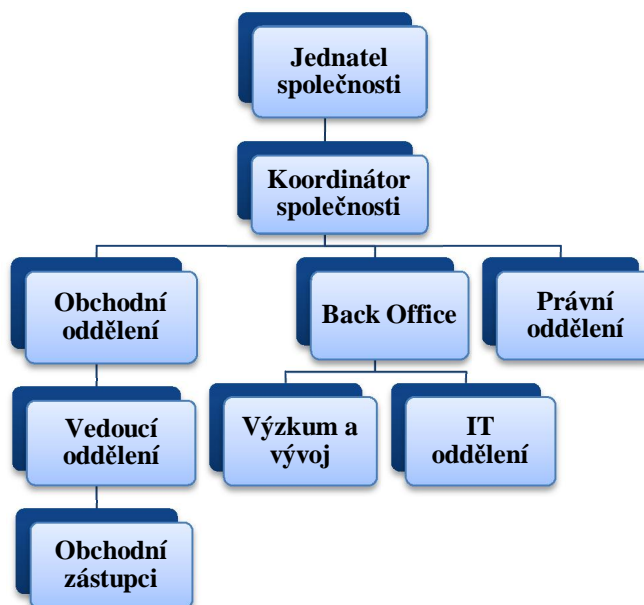 Jednatel
společnosti
Koordinátor
společnosti
Obchodní
oddělení
Back Office
Právní
oddělení
Vedoucí
oddělení
Výzkum a
vývoj
IT
oddělení
Obchodní
zástupci